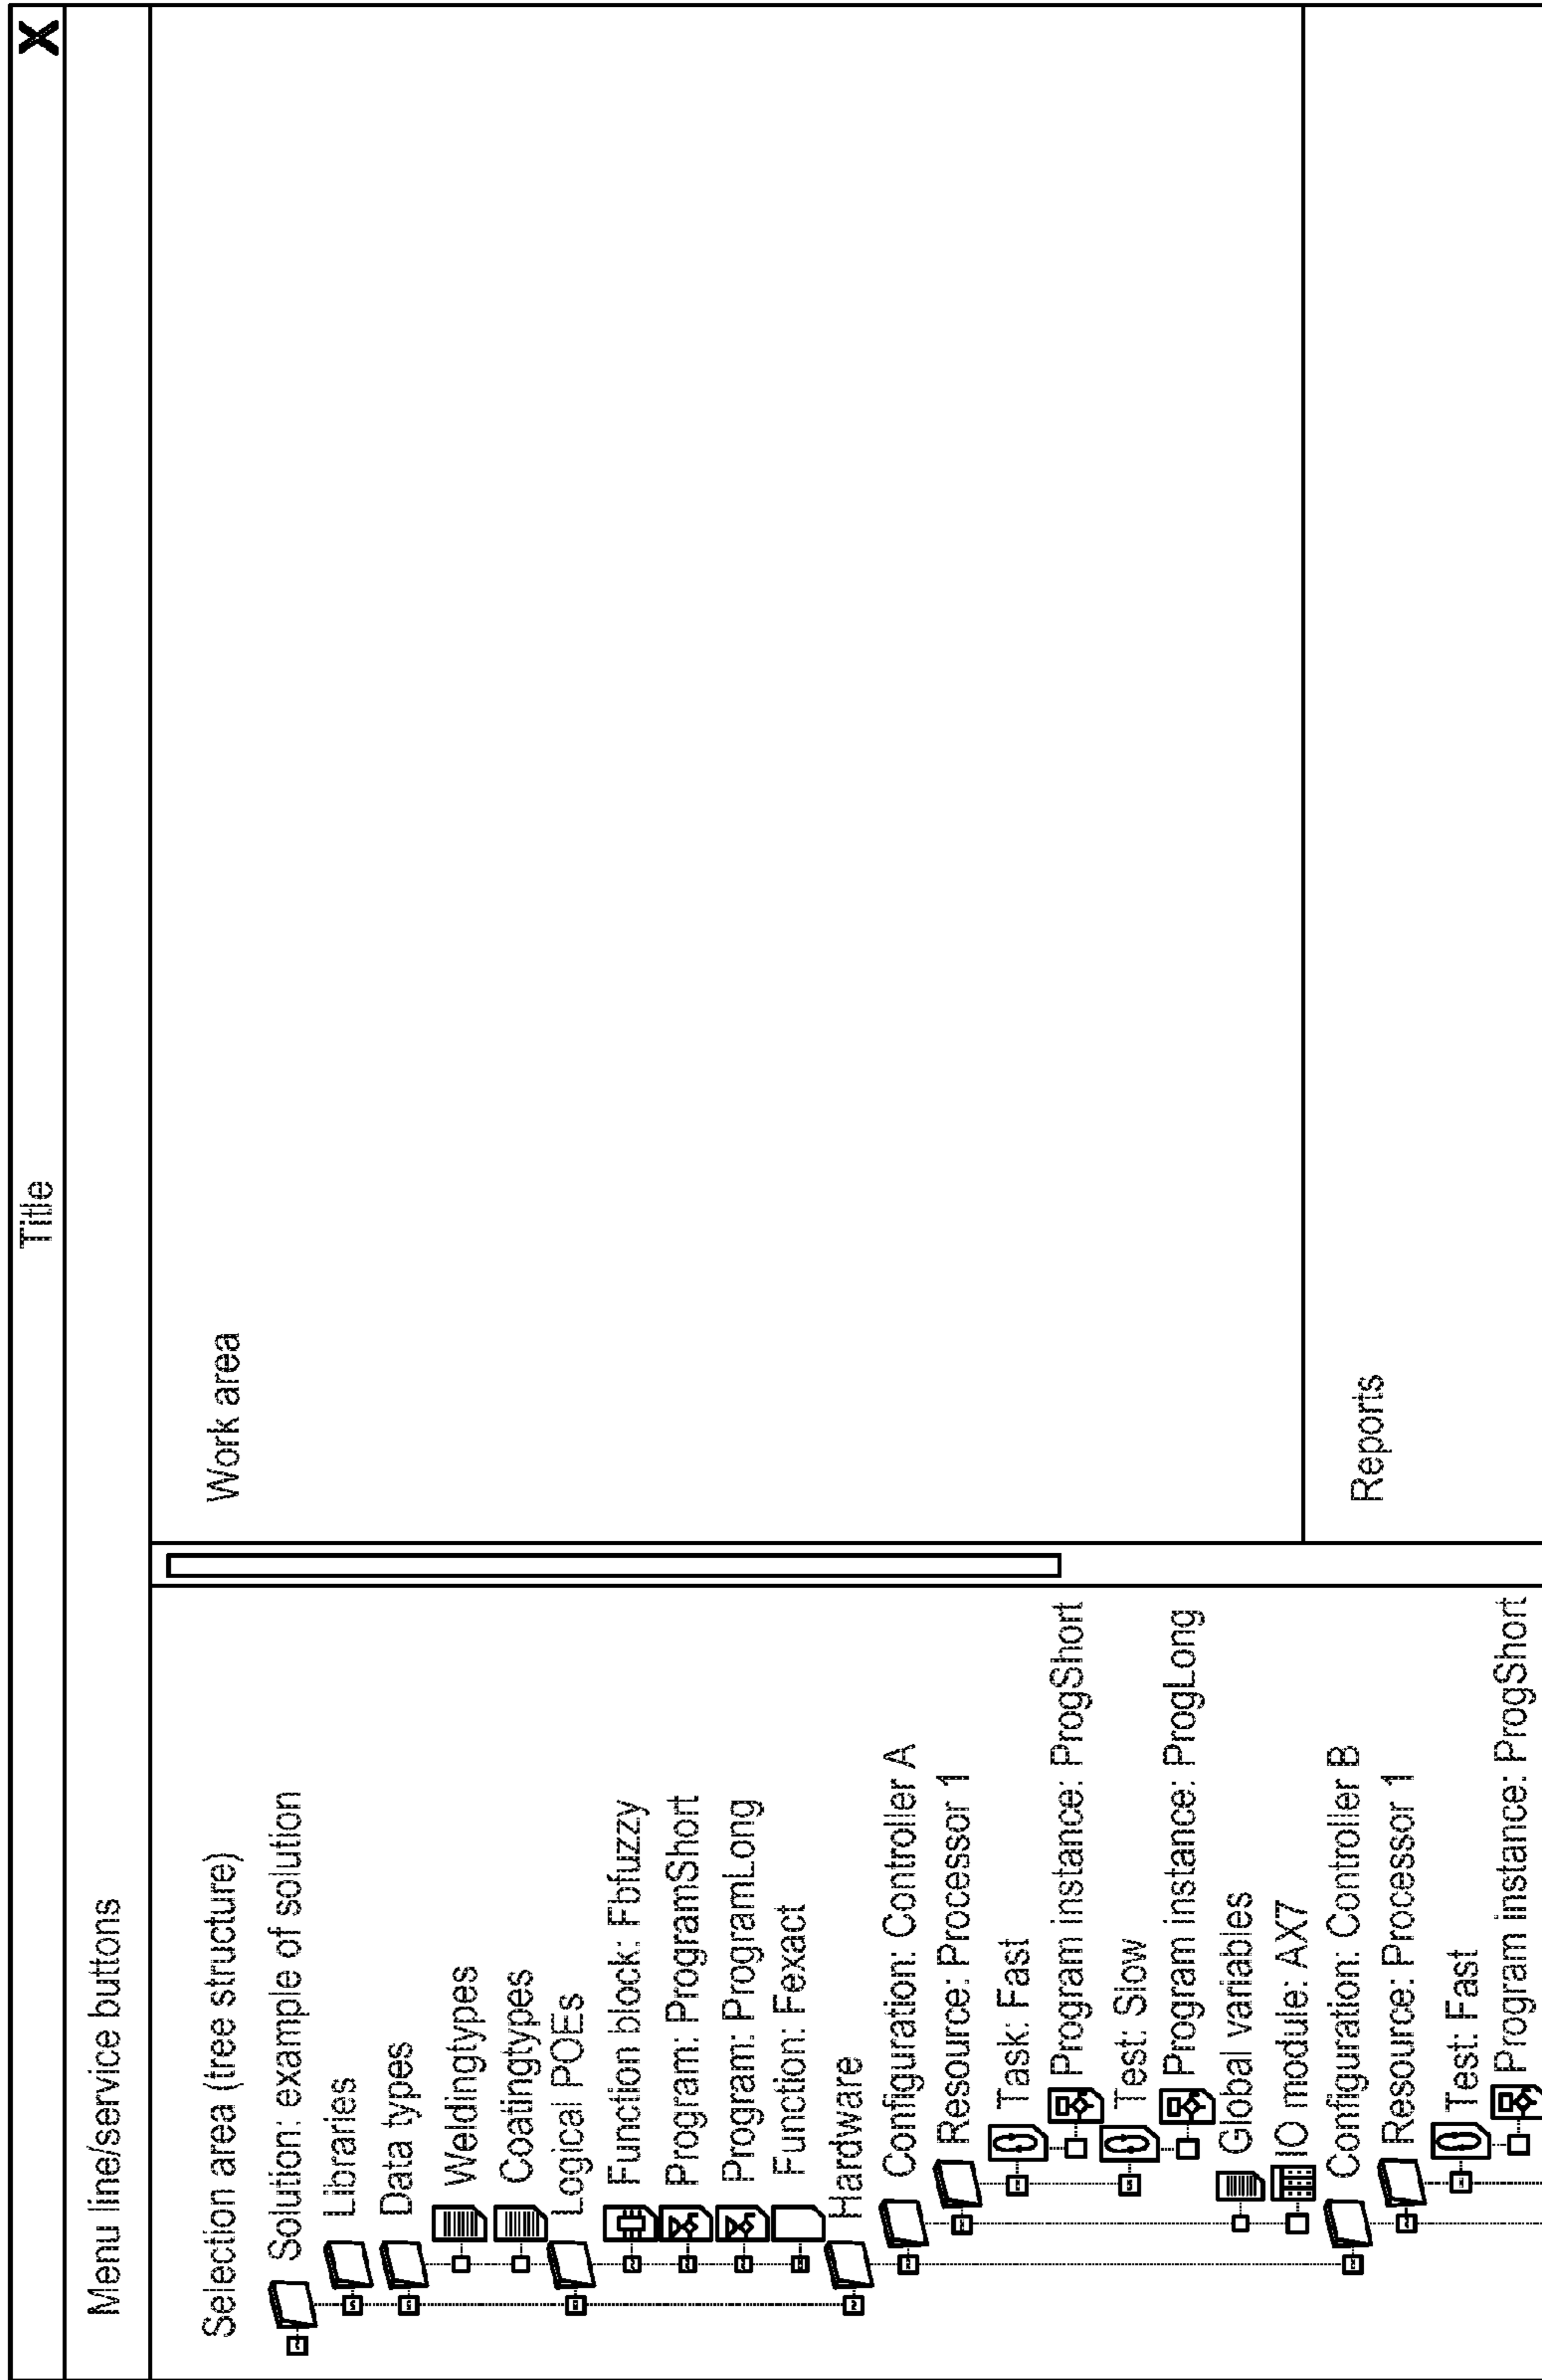 Title
X
Menu line/service buttons
Selection area (tree structure)
Solution: example of solution
Libraries
Data types
Weldingtypes
Coatingtypes
Logical POEs
Function block: Fbfuzzy
Program: ProgramShort
Program: ProgramLong
Function: Fexact
Hardware
Configuration: Controller A
Resource: Processor 1
Task: Fast
Program instance: ProgShort
Test: Slow
Program instance: ProgLong
Global variables
IO module: AX7
Configuration: Controller B
Resource: Processor 1
Test: Fast
Program instance: ProgShort
Work area
Reports